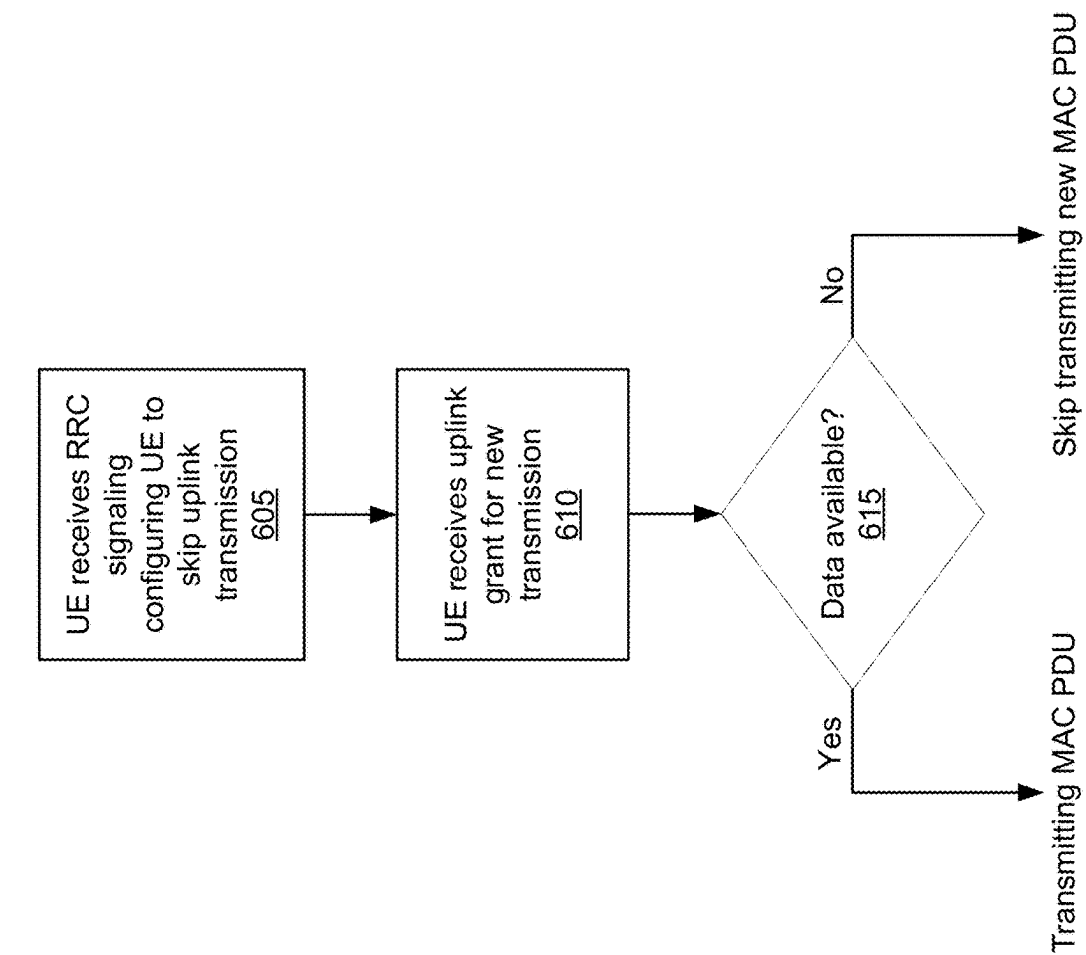 UE receives RRC
signaling
configuring UE to
skip uplink
transmission
605
UE receives uplink
grant for new
transmission
610
Data available?
615
Yes
No
Transmitting MAC PDU
Skip transmitting new MAC PDU